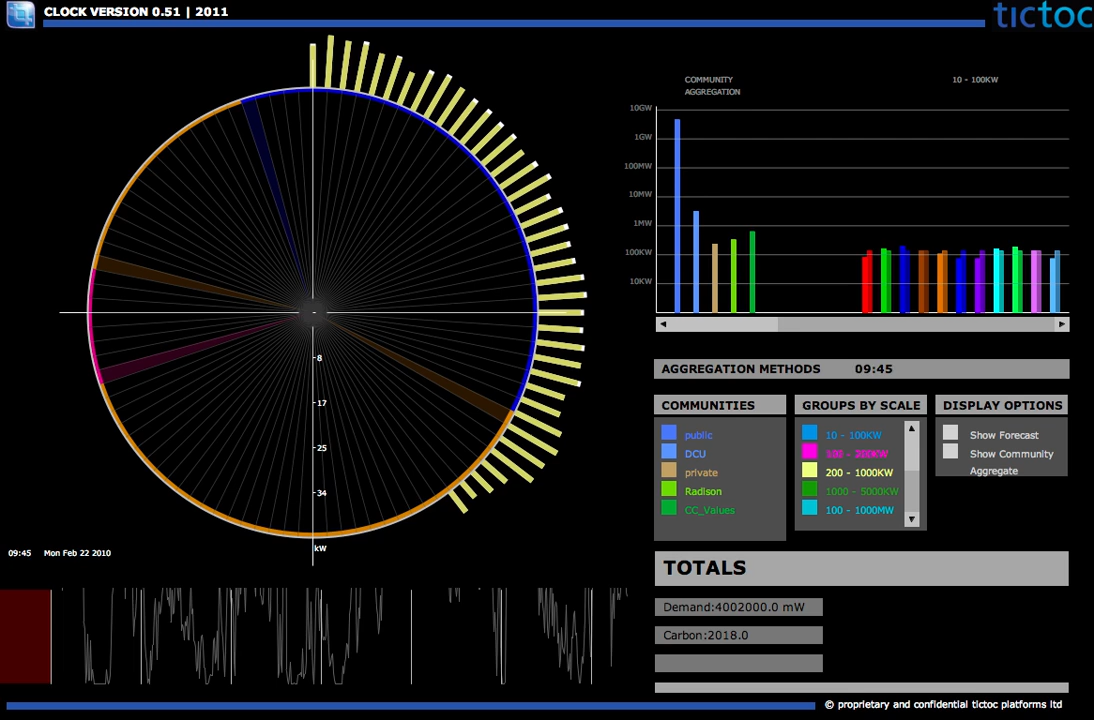 CLOCK VERSION 0.51 | 2011
tictoc
COMMUNITY
AGGREGATION
10 - 100KW
10GW
1GW
100MW
10MW
1MW
100KW
10KW
8
17
25
34
kW
09:45 Mon Feb 22 2010
AGGREGATION METHODS 09:45
COMMUNITIES
public
DCU
private
Radison
CC_Values
GROUPS BY SCALE
10 - 100KW
200 - 1000KW
1000 - 5000KW
100 - 1000MW
DISPLAY OPTIONS
Show Forecast
Show Community
Aggregate
TOTALS
Demand:4002000.0 mW
Carbon:2018.0
© proprietary and confidential tictoc platforms ltd